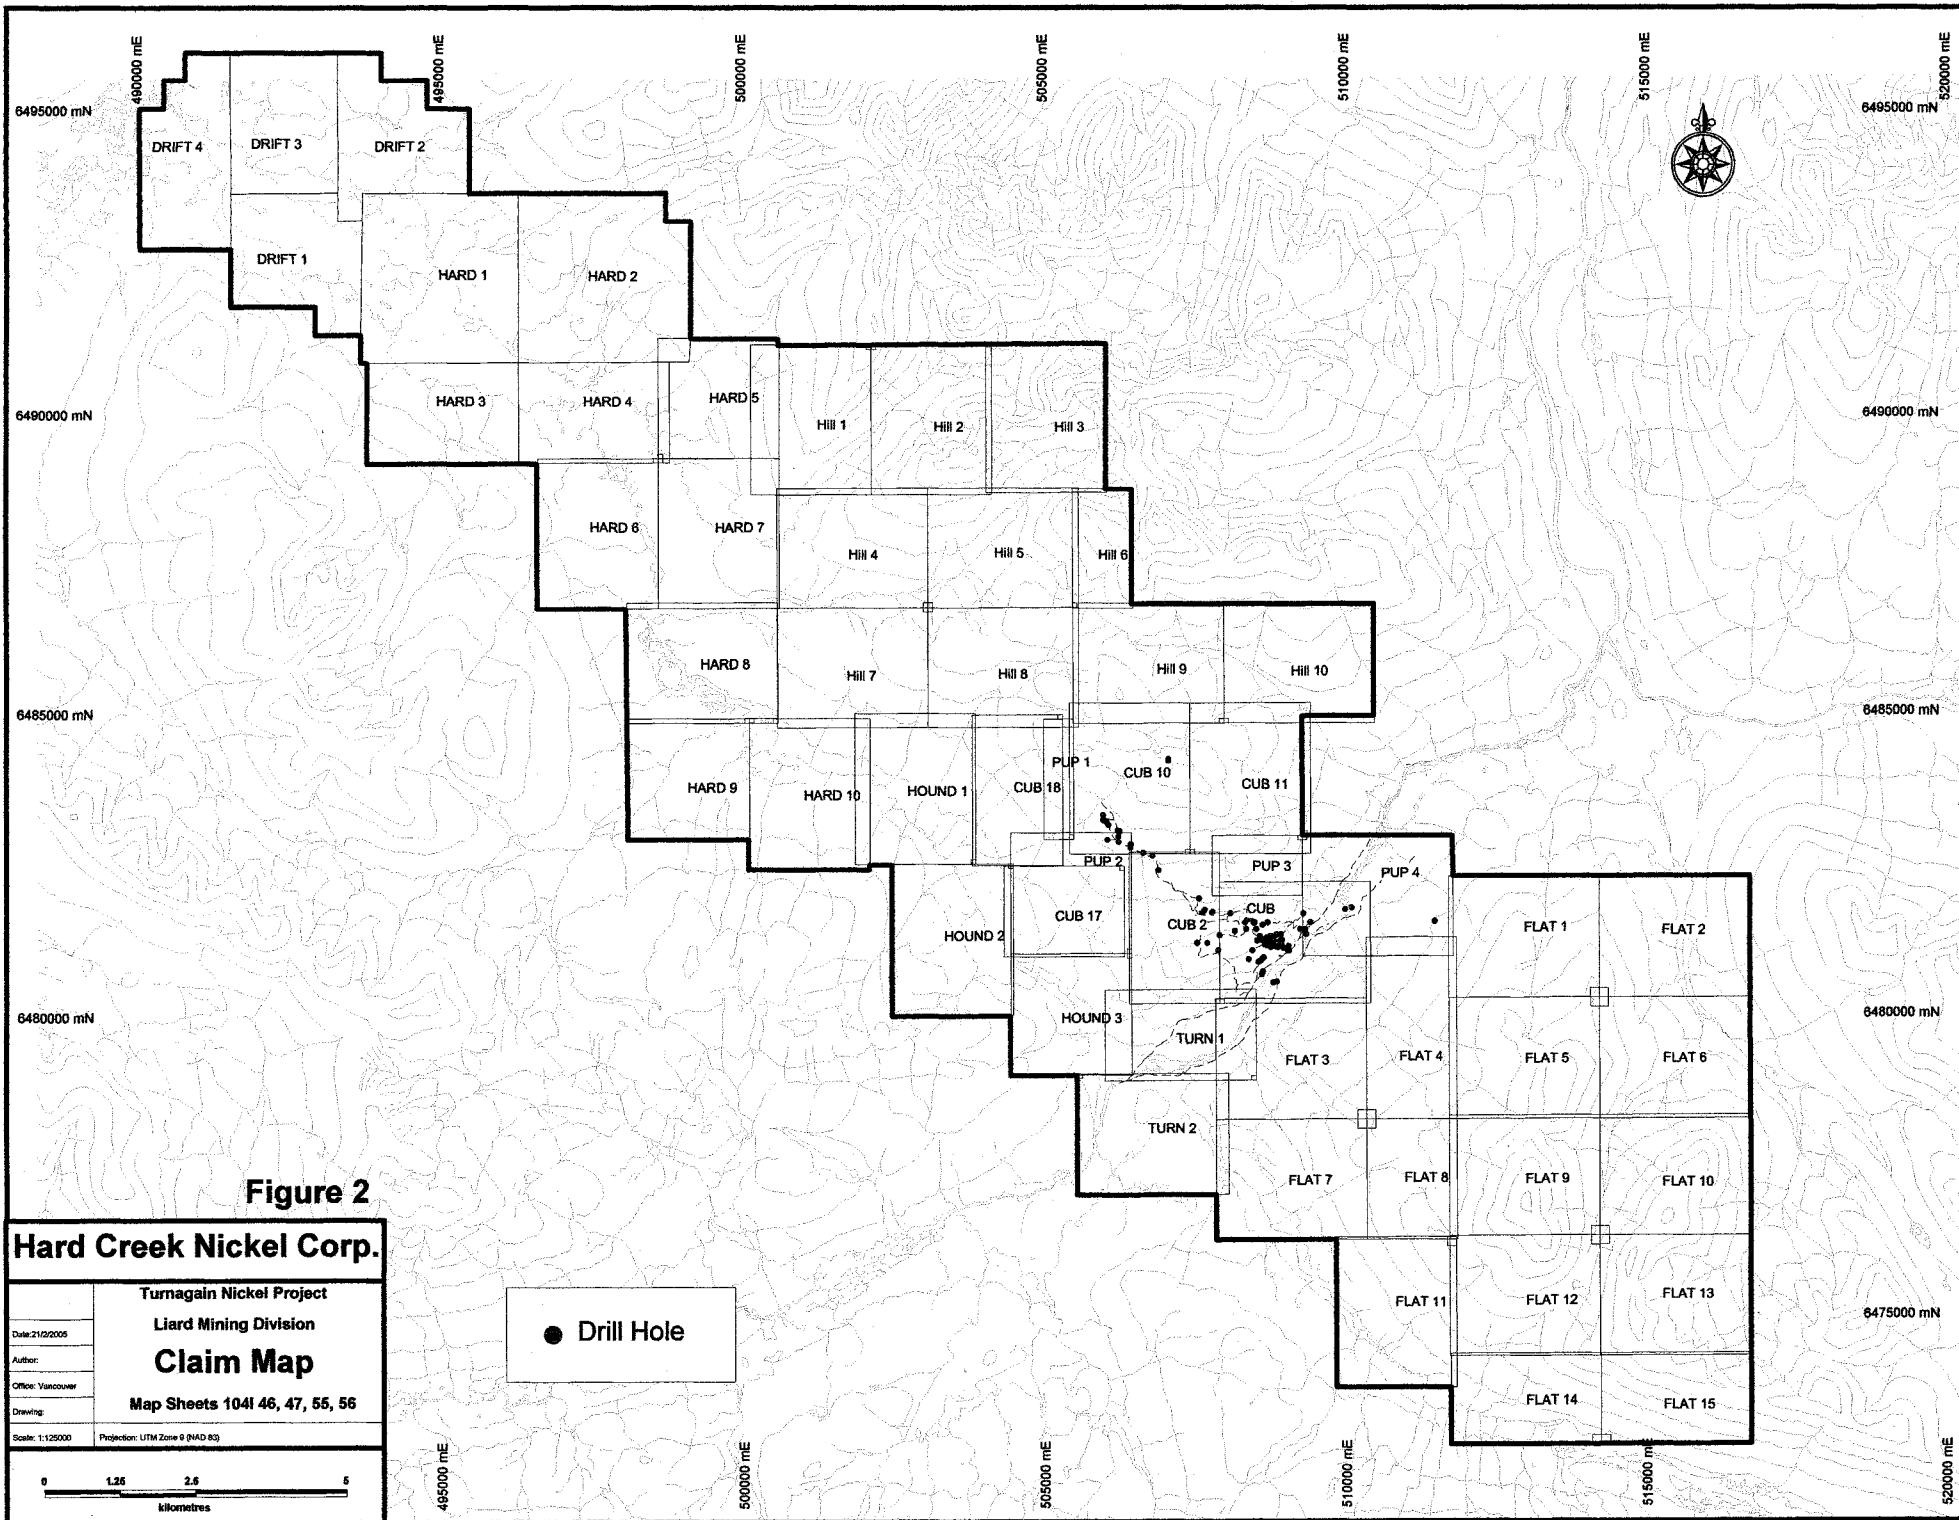 490000 mE
495000 mE
500000 mE
505000 mE
510000 mE
515000 mE
520000 mE
6495000 mN
6495000 mN
DRIFT 4
DRIFT 3
DRIFT 2
DRIFT 1
HARD 1
HARD 2
6490000 mN
HARD 3
HARD 4
HARD 5
Hill 1
Hill 2
Hill 3
6490000 mN
HARD 6
HARD 7
Hill 4
Hill 5
Hill 6
HARD 8
Hill 7
Hill 8
Hill 9
Hill 10
6485000 mN
6485000 mN
HARD 9
HARD 10
HOUND 1
CUB 18
PUP 1
CUB 10
CUB 11
PUP 2
PUP 3
PUP 4
HOUND 2
CUB 17
CUB 2
CUB
FLAT 1
FLAT 2
6480000 mN
HOUND 3
TURN 1
FLAT 3
FLAT 4
FLAT 5
FLAT 6
6480000 mN
TURN 2
FLAT 7
FLAT 8
FLAT 9
FLAT 10
FLAT 11
FLAT 12
FLAT 13
6475000 mN
FLAT 14
FLAT 15
Figure 2
Hard Creek Nickel Corp.
Turnagain Nickel Project
Liard Mining Division
Claim Map
Map Sheets 104I 46, 47, 55, 56
Date:21/2/2005
Author:
Office: Vancouver
Drawing:
Scale: 1:125000
Projection: UTM Zone 9 (NAD 83)
0 1.25 2.5 5
kilometres
Drill Hole
495000 mE
500000 mE
505000 mE
510000 mE
515000 mE
520000 mE